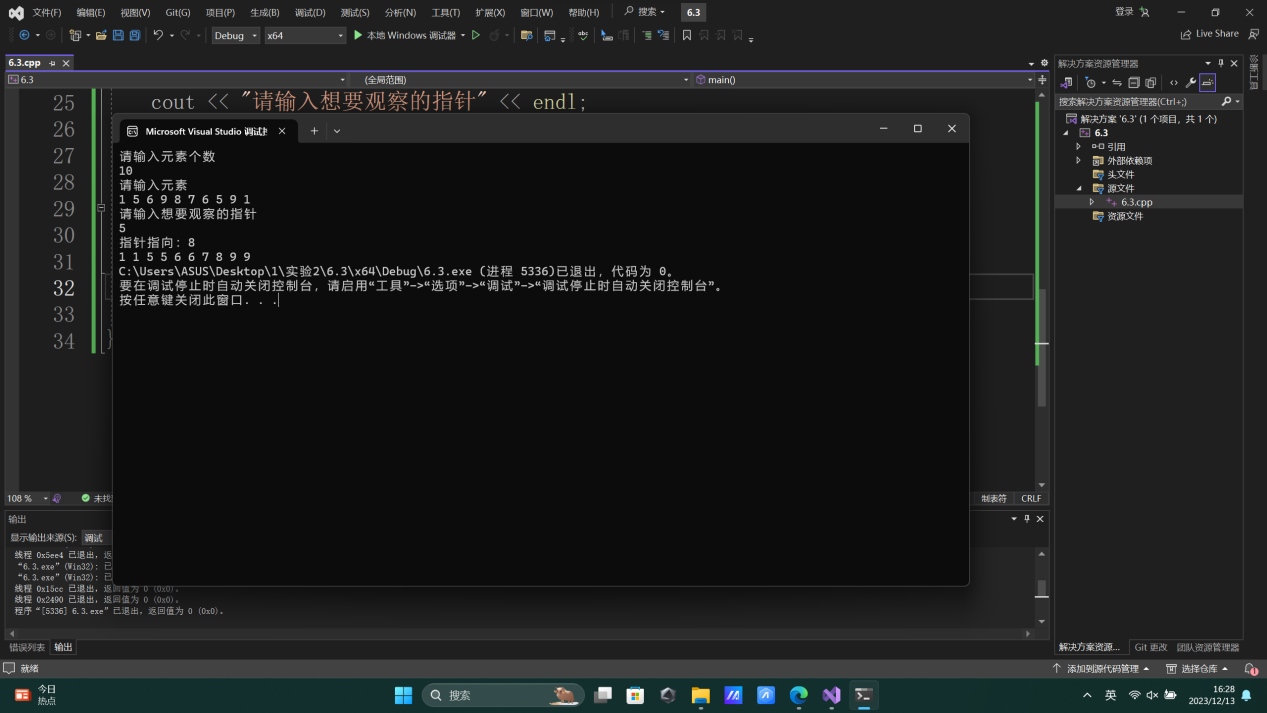 文件(F) 编辑(E) 视图(V) Git(G) 项目(P) 生成(B) 调试(D) 测试(S) 分析(N) 工具(T) 扩展(X) 窗口(W) 帮助(H) 搜索 6.3 登录
Debug x64 本地 Windows 调试器 Live Share
6.3.cpp
6.3 (全局范围) main()
25 cout << "请输入想要观察的指针" << endl;
26
27
28
29
30
31
32
33
34 }
Microsoft Visual Studio 调试
请输入元素个数
10
请输入元素
1 5 6 9 8 7 6 5 9 1
请输入想要观察的指针
5
指针指向: 8
1 1 5 5 6 6 7 8 9 9
C:\Users\ASUS\Desktop\1\实验2\6.3\x64\Debug\6.3.exe (进程 5336)已退出，代码为 0。
要在调试停止时自动关闭控制台，请启用“工具”->“选项”->“调试”->“调试停止时自动关闭控制台”。
按任意键关闭此窗口. . .
解决方案资源管理器
搜索解决方案资源管理器(Ctrl+;)
解决方案 '6.3' (1 个项目，共 1 个)
6.3
引用
外部依赖项
头文件
源文件
6.3.cpp
资源文件
诊断工具
108 % 未找 制表符 CRLF
输出
显示输出来源(S): 调试
线程 0x5ee4 已退出，返
“6.3.exe”(Win32): 已
“6.3.exe”(Win32): 已
线程 0x15cc 已退出，返回值为 0 (0x0)。
线程 0x2490 已退出，返回值为 0 (0x0)。
程序“[5336] 6.3.exe”已退出，返回值为 0 (0x0)。
错误列表 输出
解决方案资源... Git 更改 团队资源管理器
就绪 添加到源代码管理 选择仓库 1
今日
热点
搜索
英
16:28
2023/12/13